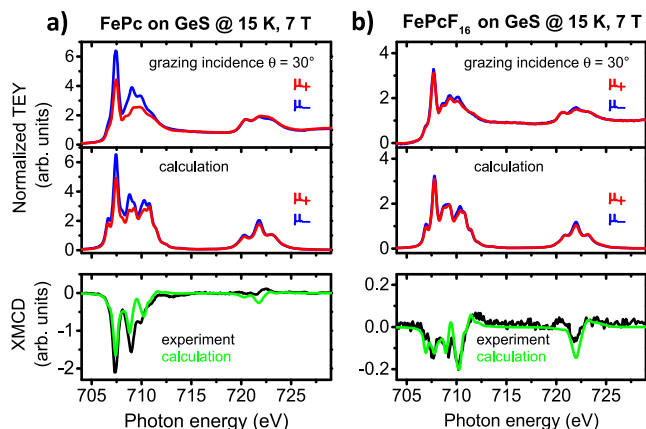 a) FePc on GeS @ 15 K, 7 T
Normalized TEY
(arb. units)
6
4
2
0
grazing incidence θ = 30°
μ+
μ−
6
4
2
0
calculation
μ+
μ−
XMCD
(arb. units)
0
-1
-2
experiment
calculation
705 710 715 720 725
Photon energy (eV)
b) FePcF₁₆ on GeS @ 15 K, 7 T
4
2
0
grazing incidence θ = 30°
μ+
μ−
4
2
0
calculation
μ+
μ−
0.2
0.0
-0.2
experiment
calculation
705 710 715 720 725
Photon energy (eV)